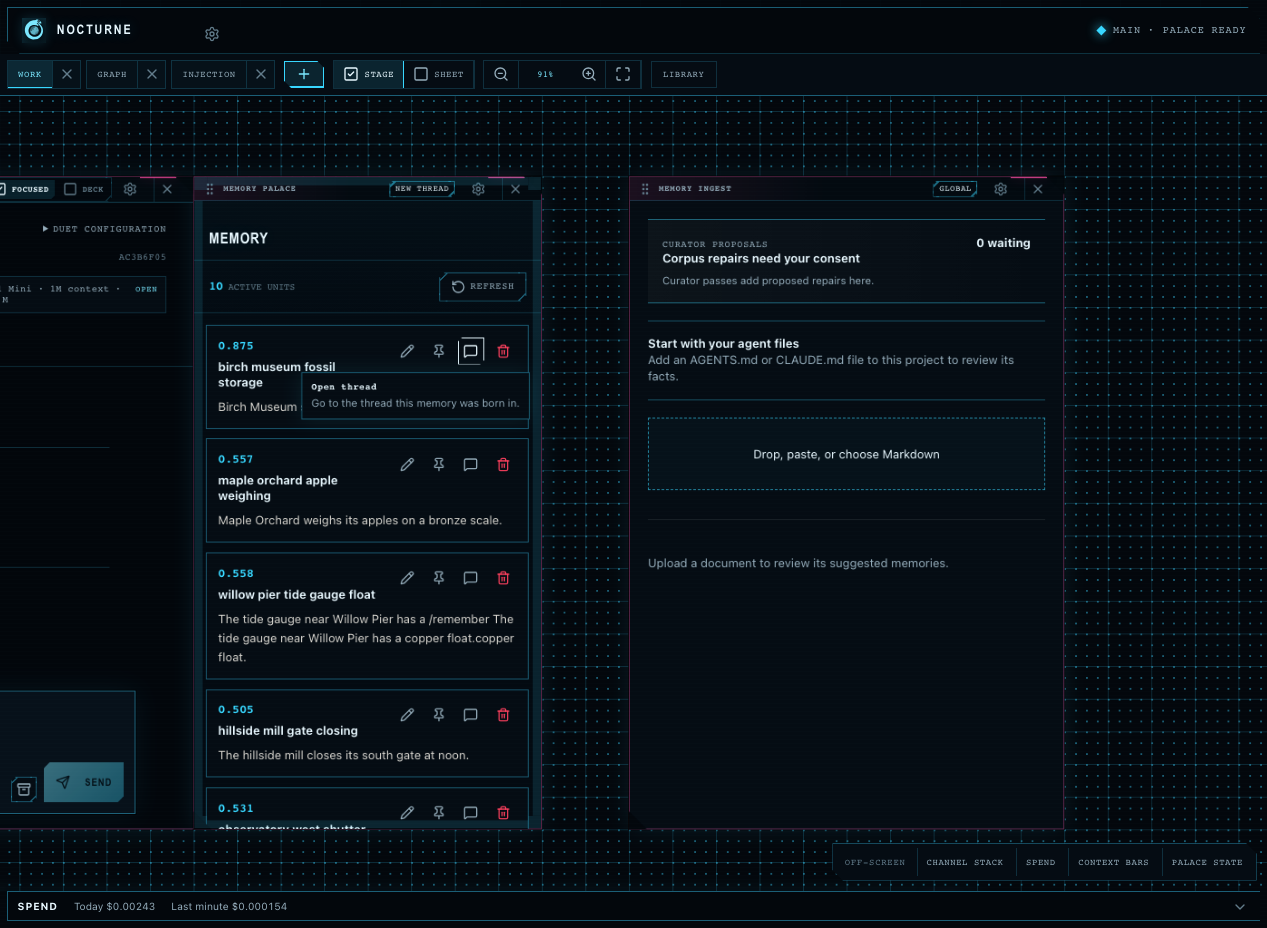 NOCTURNE
MAIN · PALACE READY
WORK
GRAPH
INJECTION
STAGE
SHEET
91%
LIBRARY
FOCUSED
DECK
DUET CONFIGURATION
AC3B6F05
Mini · 1M context ·
M
OPEN
SEND
MEMORY PALACE
NEW THREAD
MEMORY
10 ACTIVE UNITS
REFRESH
0.875
birch museum fossil
storage
Birch Museum
Open thread
Go to the thread this memory was born in.
0.557
maple orchard apple
weighing
Maple Orchard weighs its apples on a bronze scale.
0.558
willow pier tide gauge float
The tide gauge near Willow Pier has a /remember The
tide gauge near Willow Pier has a copper float.copper
float.
0.505
hillside mill gate closing
The hillside mill closes its south gate at noon.
0.531
observatory west shutter
MEMORY INGEST
GLOBAL
CURATOR PROPOSALS
0 waiting
Corpus repairs need your consent
Curator passes add proposed repairs here.
Start with your agent files
Add an AGENTS.md or CLAUDE.md file to this project to review its
facts.
Drop, paste, or choose Markdown
Upload a document to review its suggested memories.
OFF-SCREEN
CHANNEL STACK
SPEND
CONTEXT BARS
PALACE STATE
SPEND
Today $0.00243
Last minute $0.000154